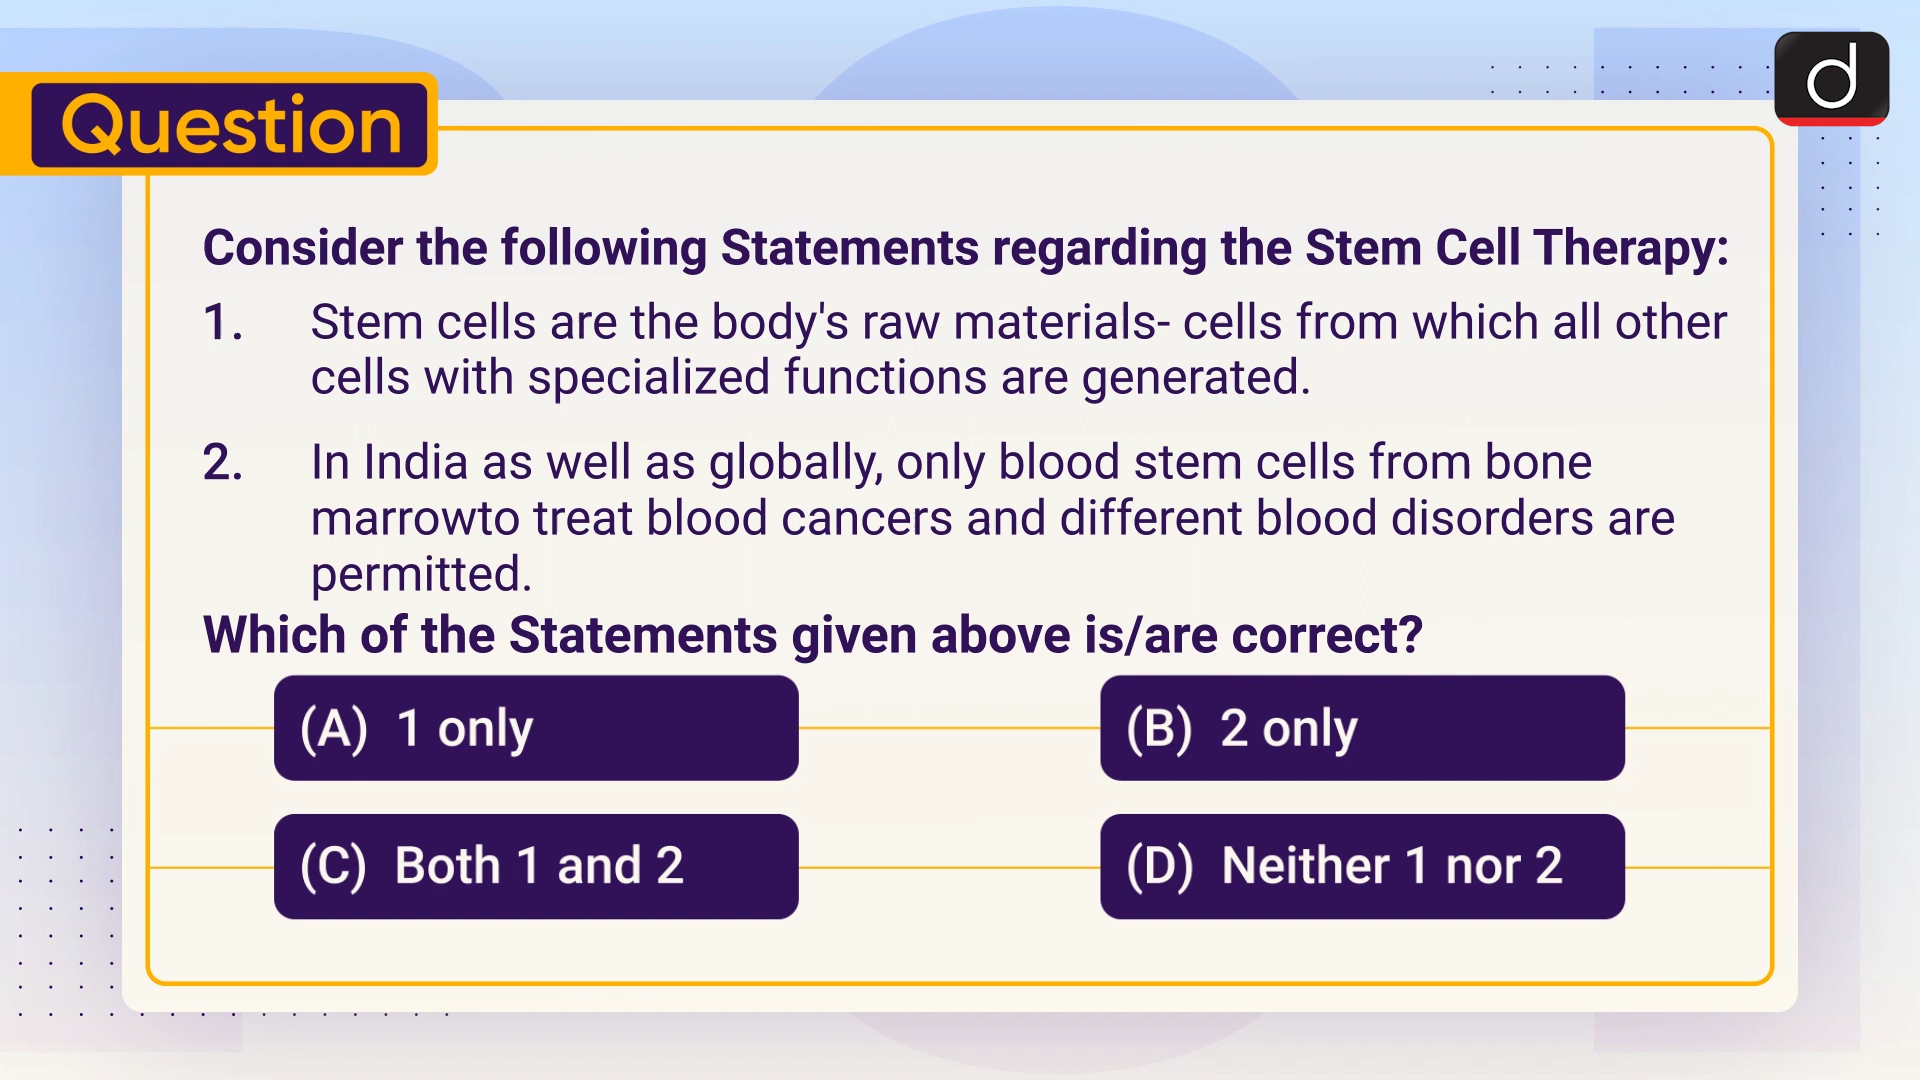 Question
d
Consider the following Statements regarding the Stem Cell Therapy:
1. Stem cells are the body's raw materials- cells from which all other
cells with specialized functions are generated.
2. In India as well as globally, only blood stem cells from bone
marrowto treat blood cancers and different blood disorders are
permitted.
Which of the Statements given above is/are correct?
(A) 1 only
(B) 2 only
(C) Both 1 and 2
(D) Neither 1 nor 2